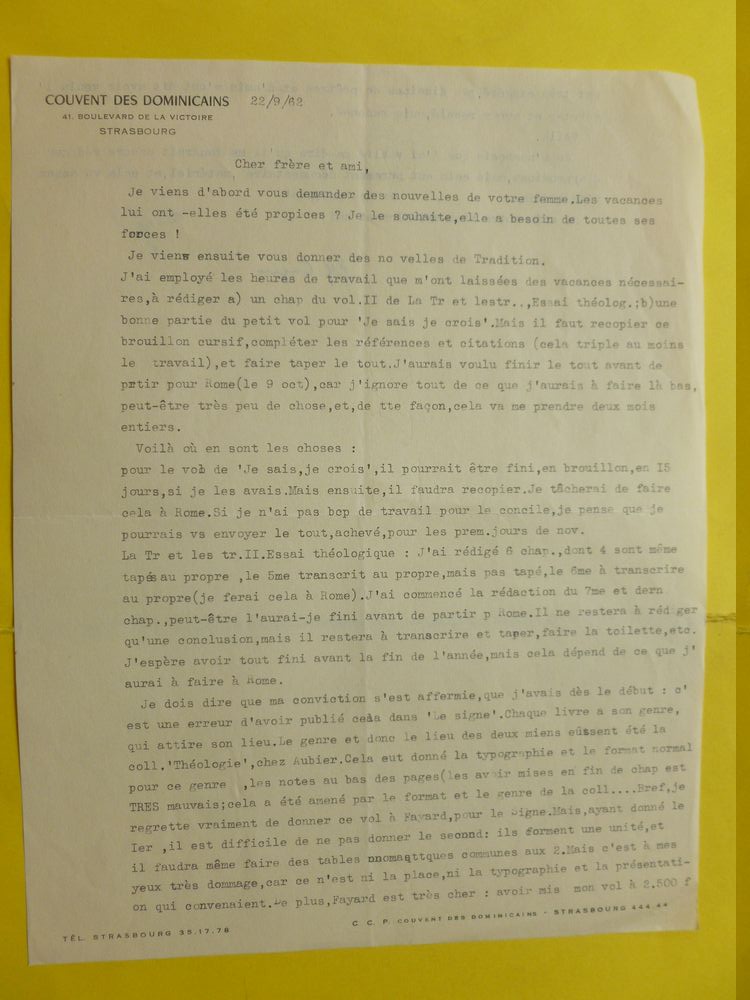 COUVENT DES DOMINICAINS 22/9/62
41, BOULEVARD DE LA VICTOIRE
STRASBOURG
Cher frère et ami,
Je viens d'abord vous demander des nouvelles de votre femme.Les vacances
lui ont -elles été propices ? Je le souhaite,elle a besoin de toutes ses
forces !
Je viens ensuite vous donner des no velles de Tradition.
J'ai employé les heures de travail que m'ont laissées des vacances nécessai-
res,à rédiger a) un chap du vol.II de La Tr et lestr..,Essai théolog.;b)une
bonne partie du petit vol pour 'Je sais je crois'.Mais il faut recopier ce
brouillon cursif,compléter les références et citations (cela triple au moins
le travail),et faire taper le tout.J'aurais voulu finir le tout avant de
partir pour Rome(le 9 oct),car j'ignore tout de ce que j'aurais à faire là bas,
peut-être très peu de chose,et,de tte façon,cela va me prendre deux mois
entiers.
Voilà où en sont les choses :
pour le vol de 'Je sais,je crois',il pourrait être fini,en brouillon,en I5
jours,si je les avais.Mais ensuite,il faudra recopier.Je tâcherai de faire
cela à Rome.Si je n'ai pas bcp de travail pour le concile,je pense que je
pourrais vs envoyer le tout,achevé,pour les prem.jours de nov.
La Tr et les tr.II.Essai théologique : J'ai rédigé 6 chap.,dont 4 sont même
tapés au propre ,le 5me transcrit au propre,mais pas tapé,le 6me à transcrire
au propre(je ferai cela à Rome).J'ai commencé la rédaction du 7me et dern
chap.,peut-être l'aurai-je fini avant de partir p Rome.Il ne restera à réd ger
qu'une conclusion,mais il restera à transcrire et taper,faire la toilette,etc.
J'espère avoir tout fini avant la fin de l'année,mais cela dépend de ce que j'
aurai à faire à Rome.
Je dois dire que ma conviction s'est affermie,que j'avais dès le début : c'
est une erreur d'avoir publié cela dans 'Le signe'.Chaque livre a son genre,
qui attire son lieu.Le genre et donc le lieu des deux miens eûssent été la
coll.'Théologie',chez Aubier.Cela eut donné la typographie et le format normal
pour ce genre ,les notes au bas des pages(les avoir mises en fin de chap est
TRES mauvais;cela a été amené par le format et le genre de la coll....Bref,je
regrette vraiment de donner ce vol à Fayard,pour le Signe.Mais,ayant donné le
Ier ,il est difficile de ne pas donner le second: ils forment une unité,et
il faudra même faire des tables communes aux 2.Mais c'est à mes
yeux très dommage,car ce n'est ni la place,ni la typographie et la présentati-
on qui convenaient.De plus,Fayard est très cher : avoir mis mon vol à 2.500 f
TÉL. STRASBOURG 35.17.78 C. C. P. COUVENT DES DOMINICAINS - STRASBOURG 444.44